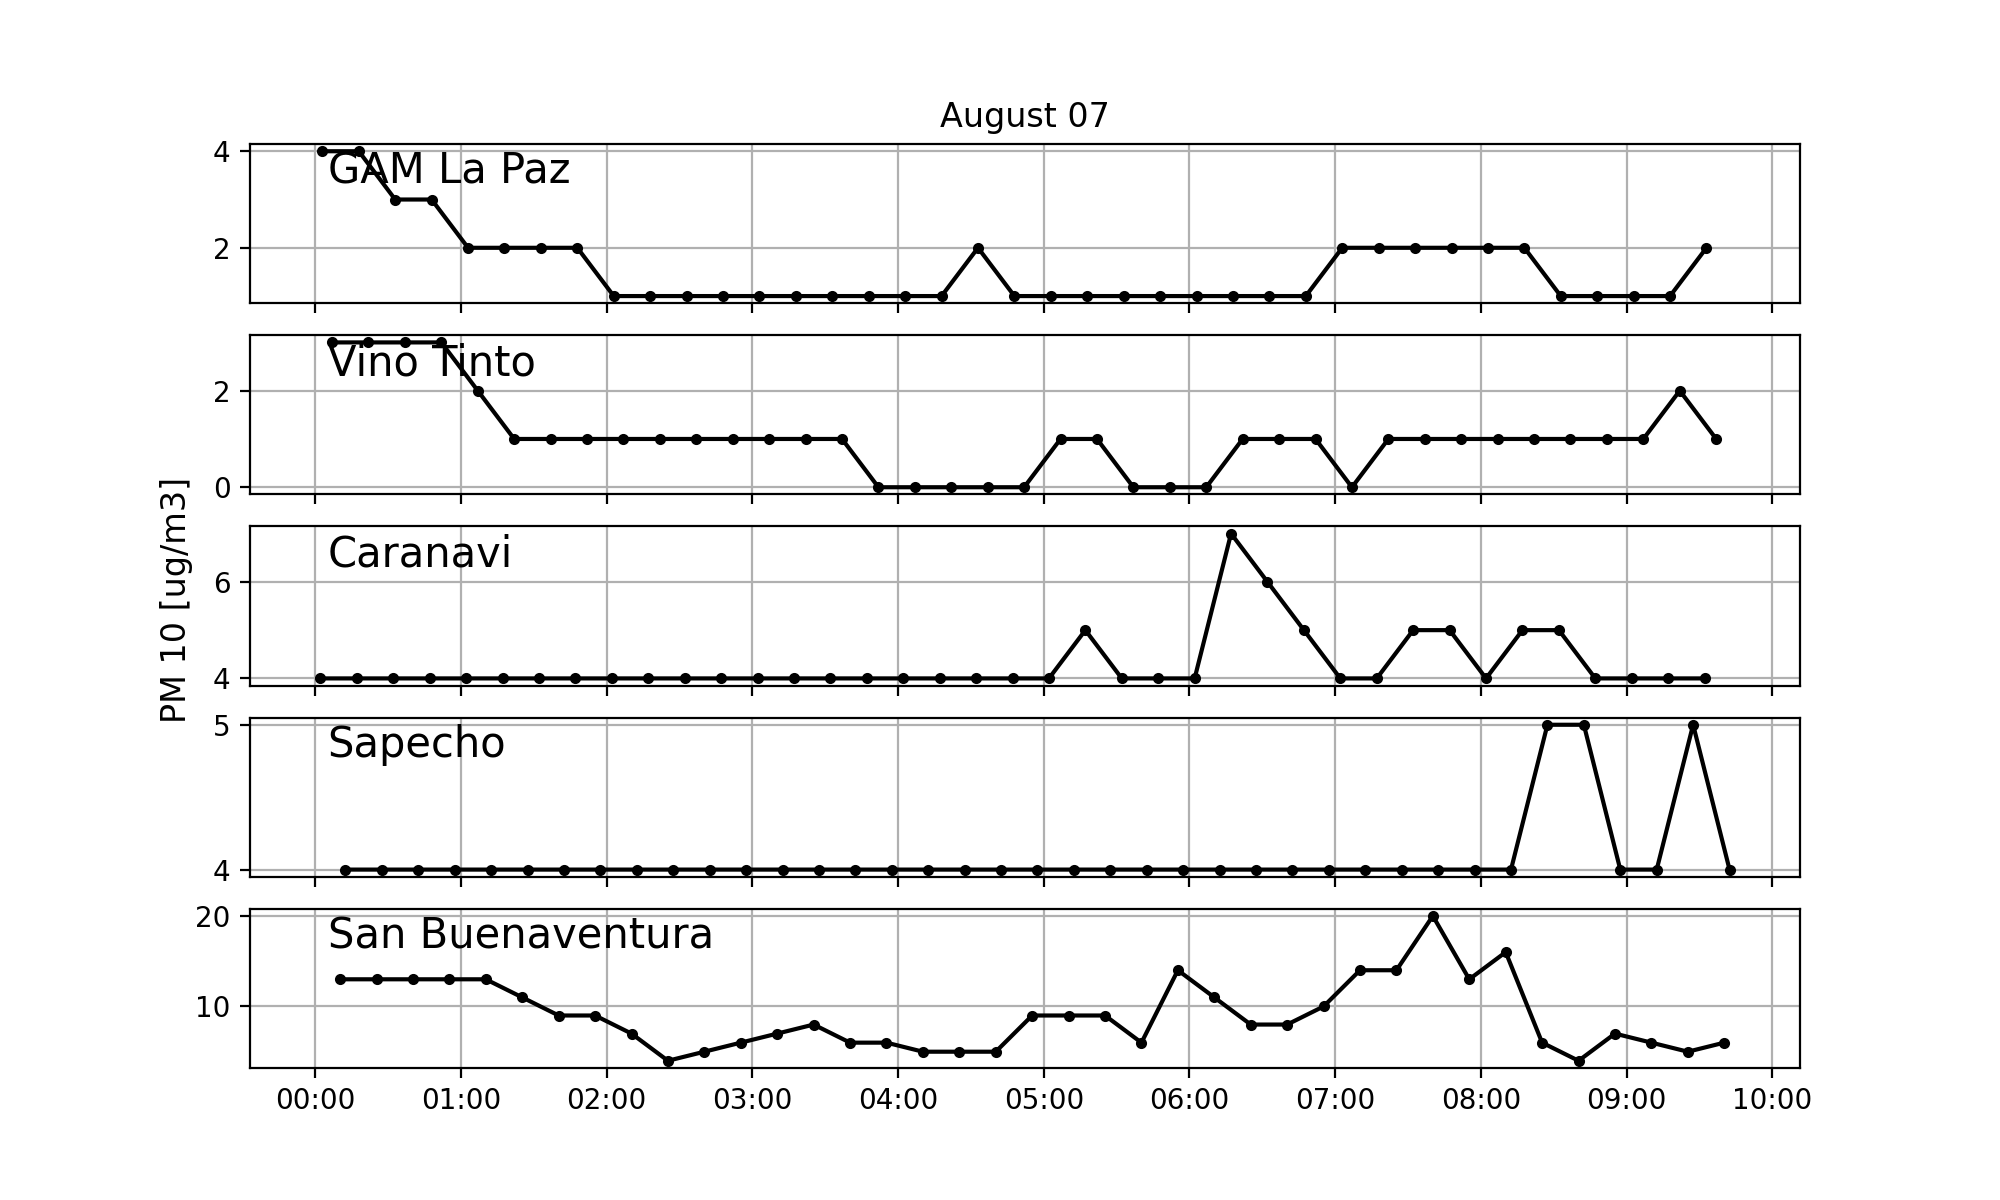 August 07
4
GAM La Paz
2
Vino Tinto
2
0
PM 10 [ug/m3]
Caranavi
6
4
5
Sapecho
4
20
San Buenaventura
10
00:00 01:00 02:00 03:00 04:00 05:00 06:00 07:00 08:00 09:00 10:00